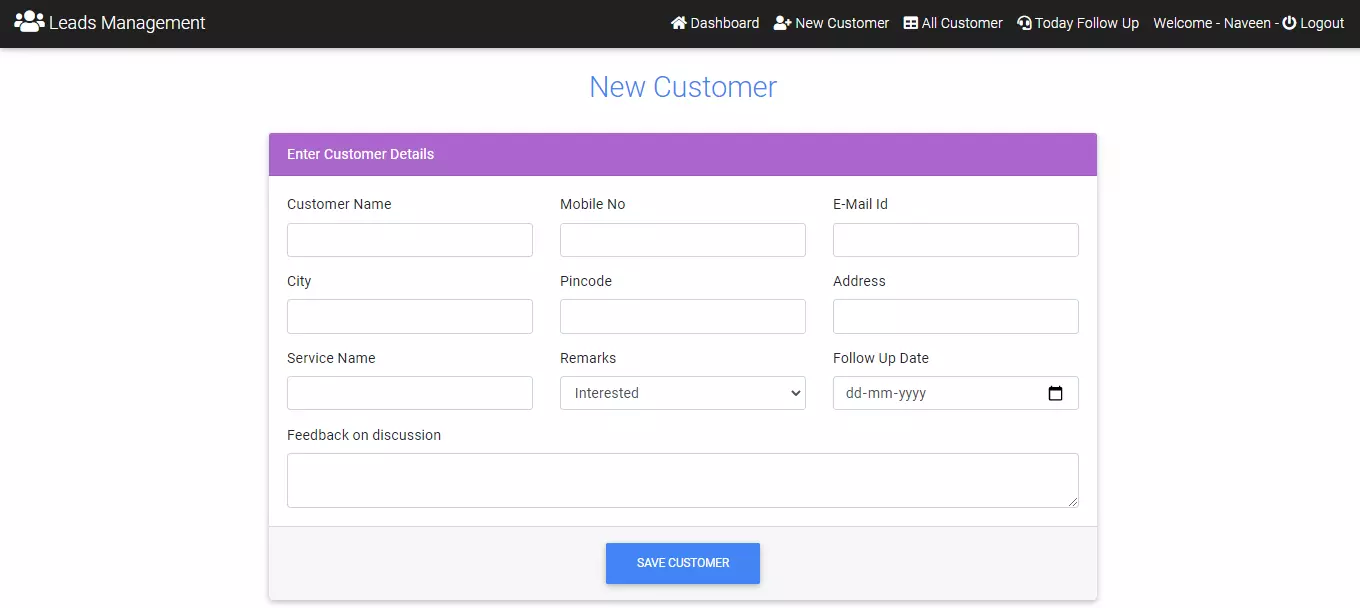 Leads Management Dashboard New Customer All Customer Today Follow Up Welcome - Naveen - Logout
New Customer
Enter Customer Details
Customer Name Mobile No E-Mail Id
City Pincode Address
Service Name Remarks Follow Up Date
Interested dd-mm-yyyy
Feedback on discussion
SAVE CUSTOMER